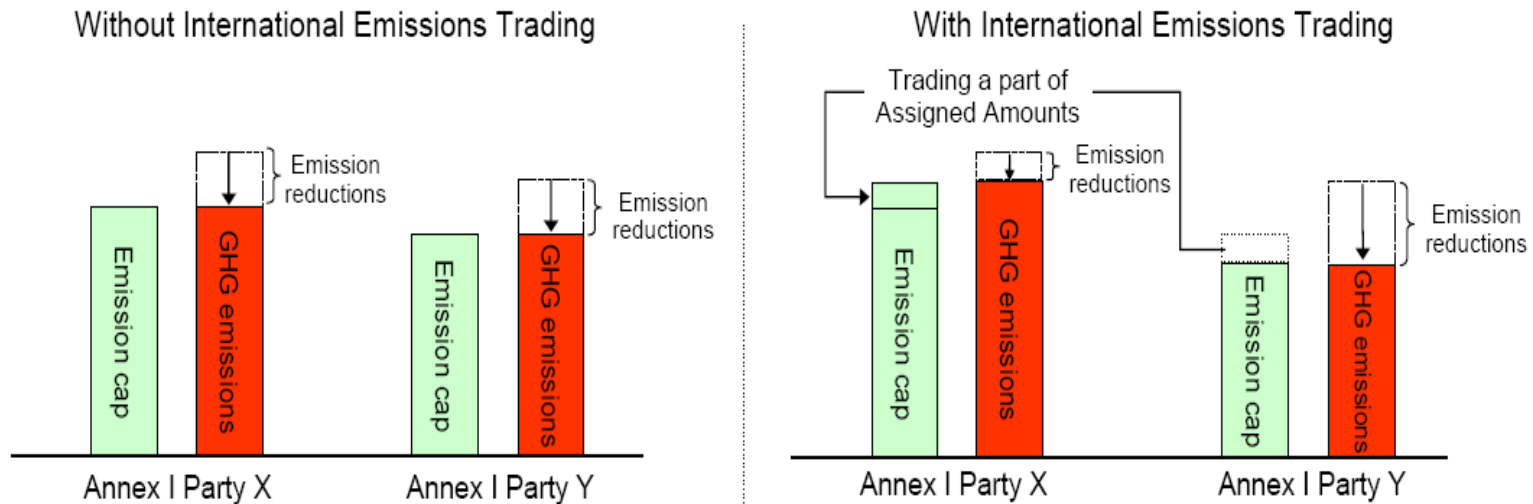 Without International Emissions Trading
Emission
reductions
Emission
reductions
Emission cap
GHG emissions
Emission cap
GHG emissions
Annex I Party X
Annex I Party Y
With International Emissions Trading
Trading a part of
Assigned Amounts
Emission
reductions
Emission
reductions
Emission cap
GHG emissions
Emission cap
GHG emissions
Annex I Party X
Annex I Party Y